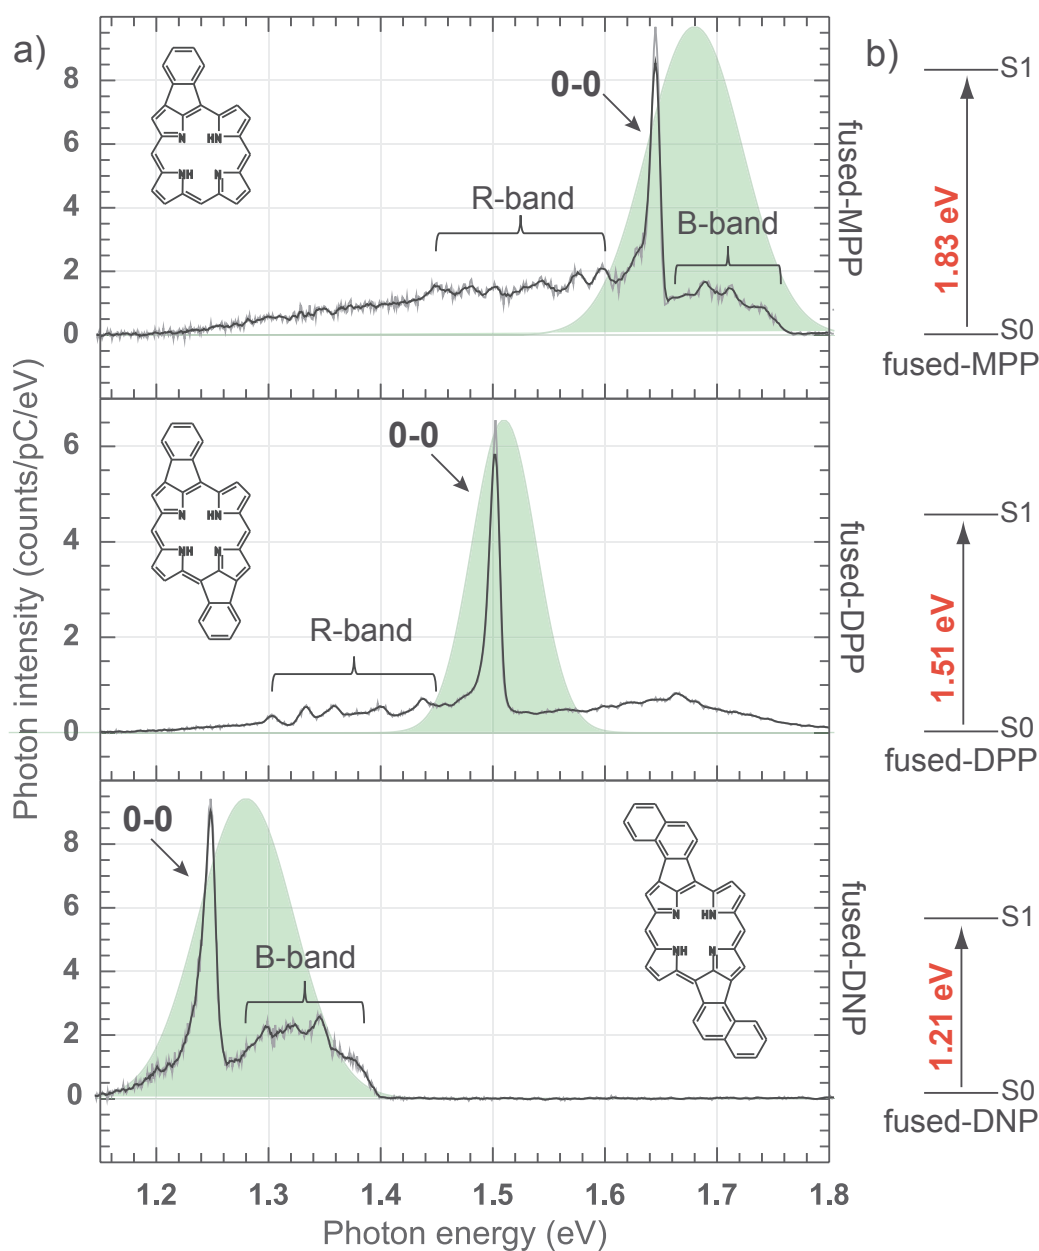 a)
b)
Photon intensity (counts/pC/eV)
8
6
4
2
0
N
HN
NH
N
0-0
R-band
B-band
fused-MPP
S1
1.83 eV
S0
fused-MPP
6
4
2
0
N
HN
NH
N
0-0
R-band
fused-DPP
S1
1.51 eV
S0
fused-DPP
8
6
4
2
0
0-0
B-band
N
HN
NH
N
fused-DNP
S1
1.21 eV
S0
fused-DNP
1.2 1.3 1.4 1.5 1.6 1.7 1.8
Photon energy (eV)